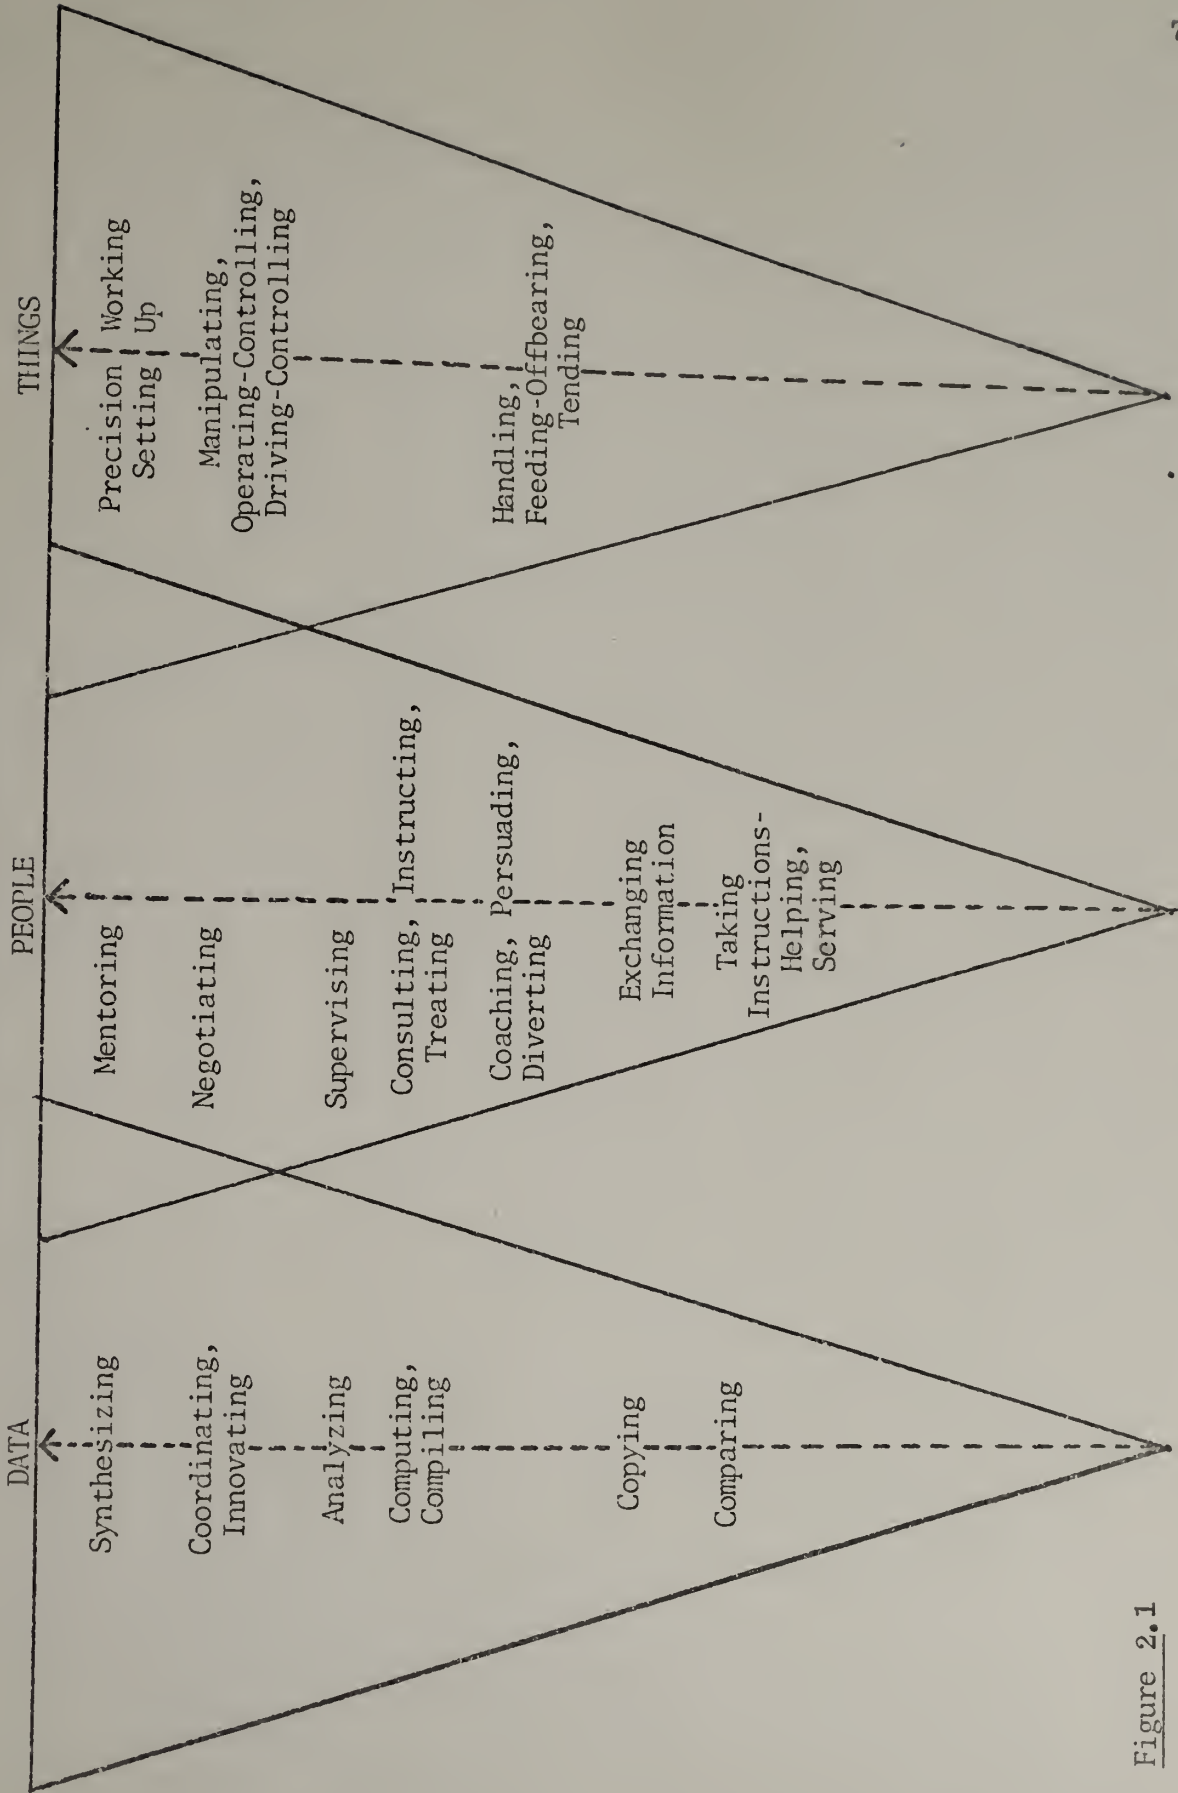 DATA
Synthesizing
Coordinating,
Innovating
Analyzing
Computing,
Compiling
Copying
Comparing
PEOPLE
Mentoring
Negotiating
Supervising
Consulting, Instructing,
Treating
Coaching, Persuading,
Diverting
Exchanging
Information
Taking
Instructions-
Helping,
Serving
THINGS
Precision Working
Setting Up
Manipulating,
Operating-Controlling,
Driving-Controlling
Handling,
Feeding-Offbearing,
Tending
Figure 2.1